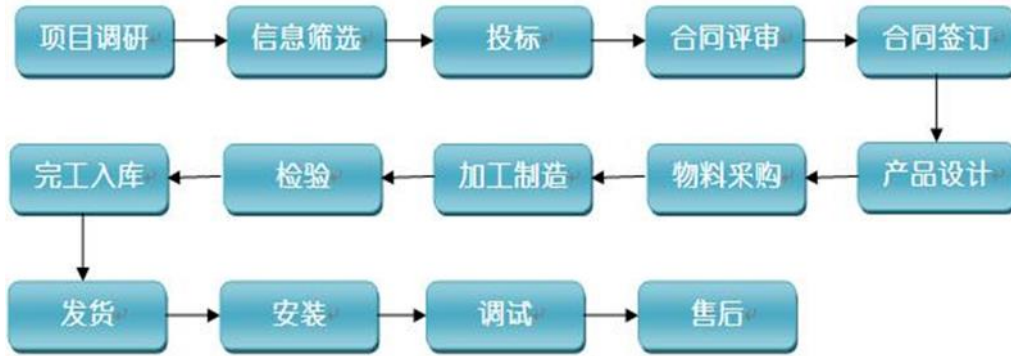 项目调研
信息筛选
投标
合同评审
合同签订
产品设计
物料采购
加工制造
检验
完工入库
发货
安装
调试
售后